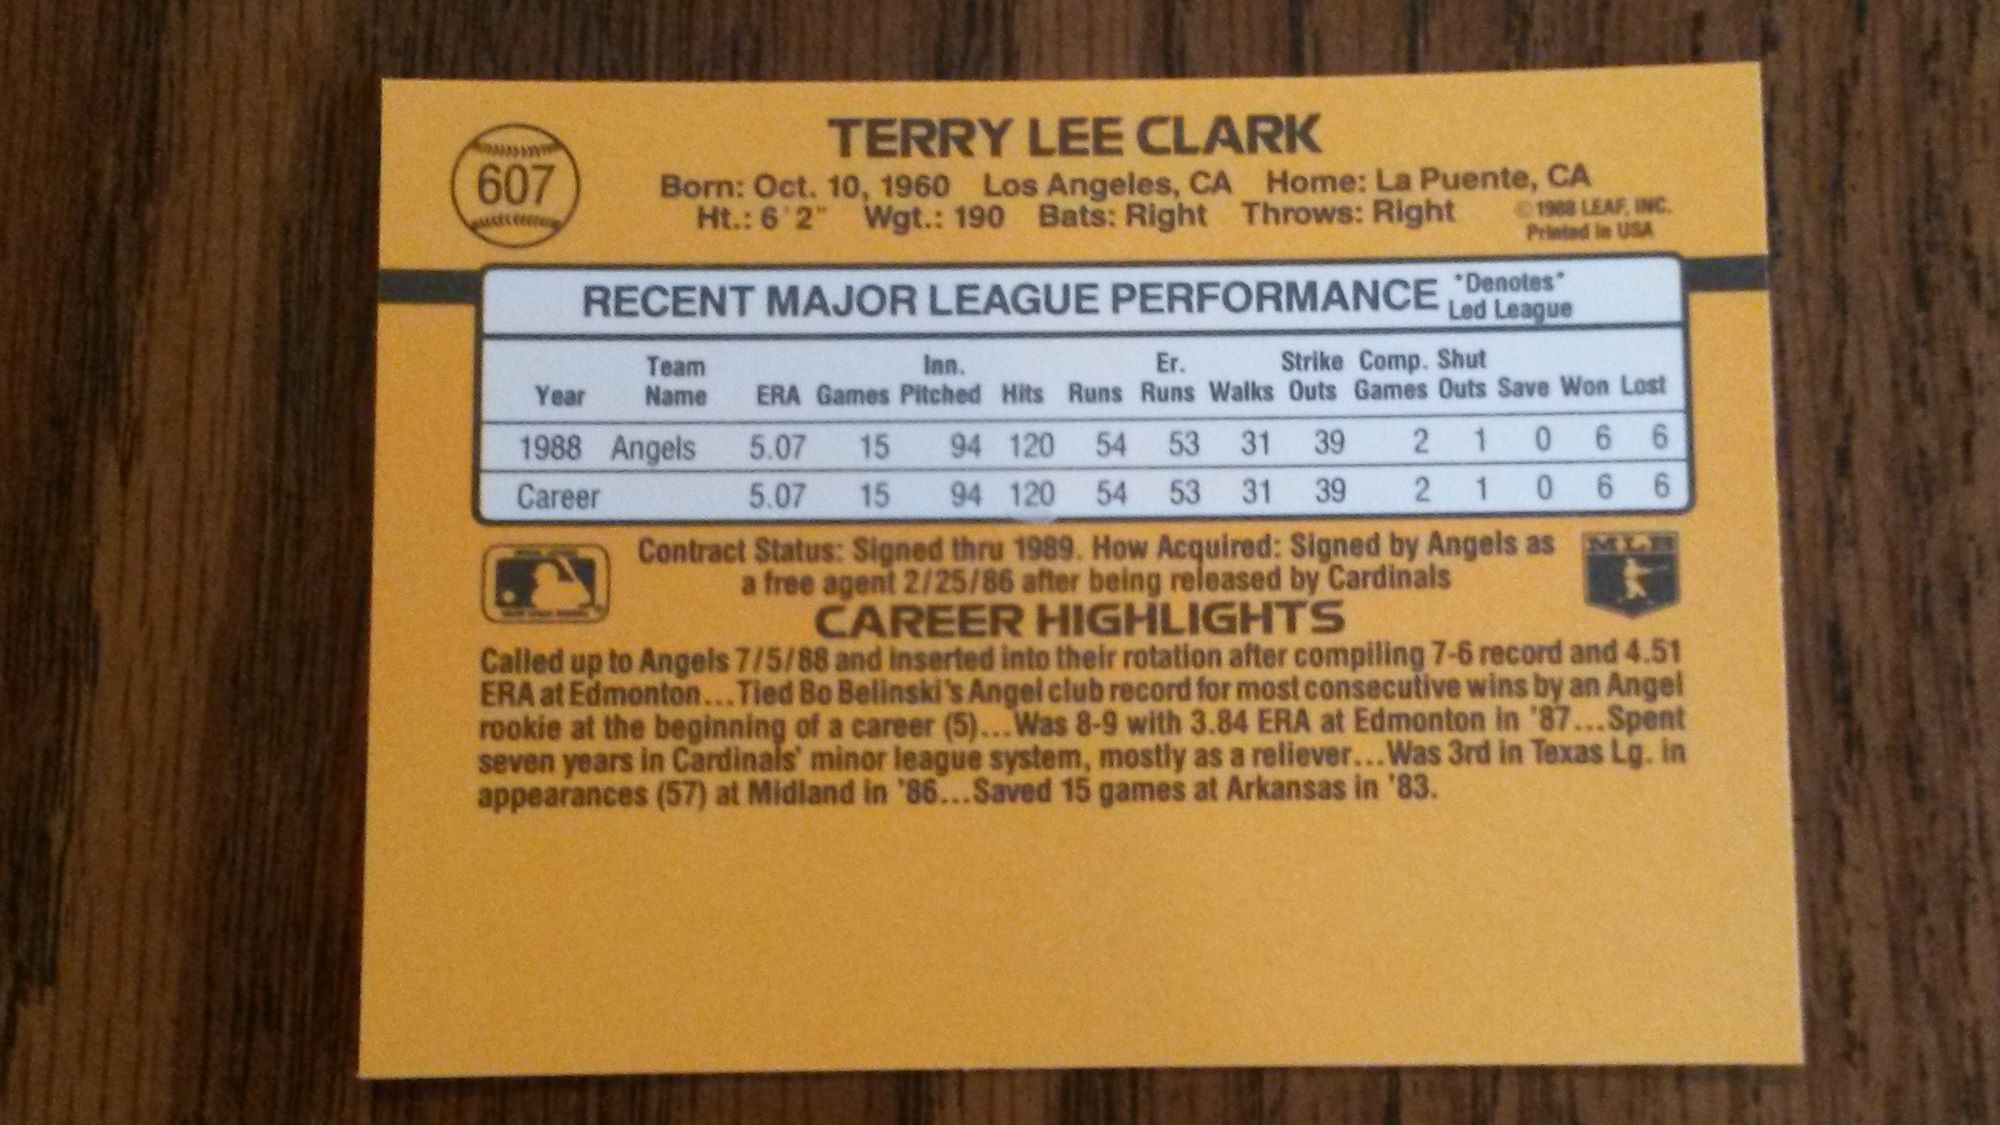 607
TERRY LEE CLARK
Born: Oct. 10, 1960 Los Angeles, CA Home: La Puente, CA
Ht.: 6'2" Wgt.: 190 Bats: Right Throws: Right
© 1988 LEAF, INC.
Printed in USA
RECENT MAJOR LEAGUE PERFORMANCE *Denotes*
Led League
Year Team Name ERA Games Inn. Pitched Hits Runs Er. Runs Walks Strike Outs Comp. Games Shut Outs Save Won Lost
1988 Angels 5.07 15 94 120 54 53 31 39 2 1 0 6 6
Career 5.07 15 94 120 54 53 31 39 2 1 0 6 6
Contract Status: Signed thru 1989. How Acquired: Signed by Angels as
a free agent 2/25/86 after being released by Cardinals
MLB
CAREER HIGHLIGHTS
Called up to Angels 7/5/88 and inserted into their rotation after compiling 7-6 record and 4.51
ERA at Edmonton...Tied Bo Belinski's Angel club record for most consecutive wins by an Angel
rookie at the beginning of a career (5)...Was 8-9 with 3.84 ERA at Edmonton in '87...Spent
seven years in Cardinals' minor league system, mostly as a reliever...Was 3rd in Texas Lg. in
appearances (57) at Midland in '86...Saved 15 games at Arkansas in '83.